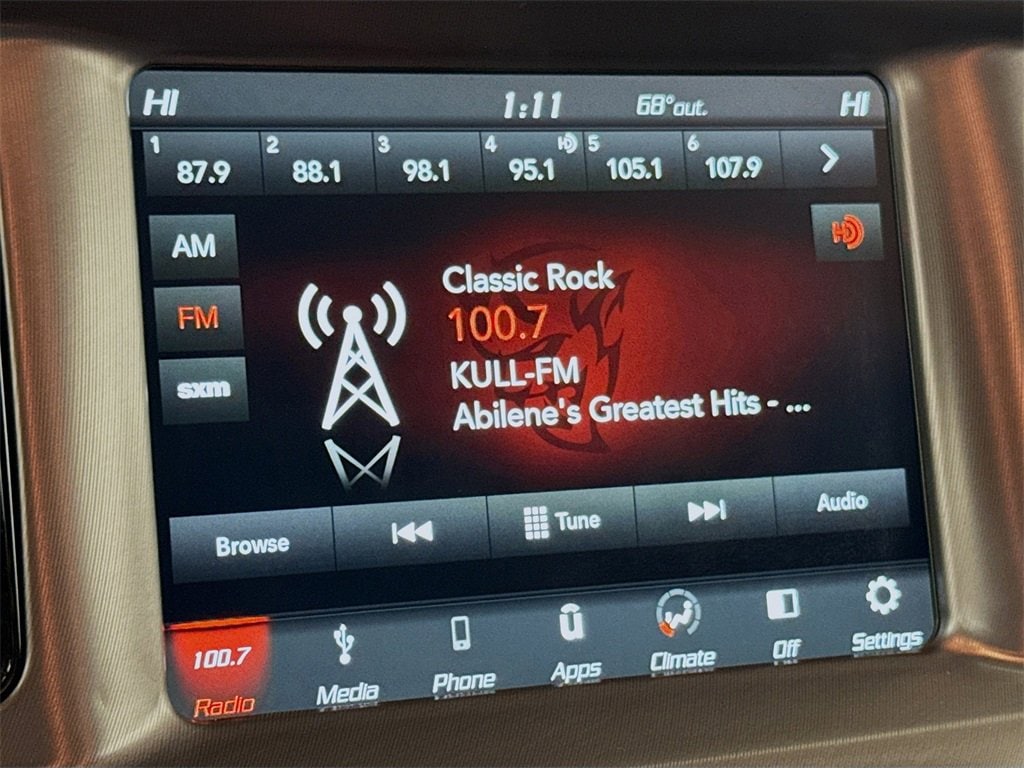 HI 1:11 68°out. HI
1 87.9 2 88.1 3 98.1 4 95.1 HD 5 105.1 6 107.9
AM
HD
Classic Rock
FM
100.7
KULL-FM
sxm
Abilene's Greatest Hits - ...
Browse Tune Audio
100.7
Radio Media Phone Apps Climate Off Settings